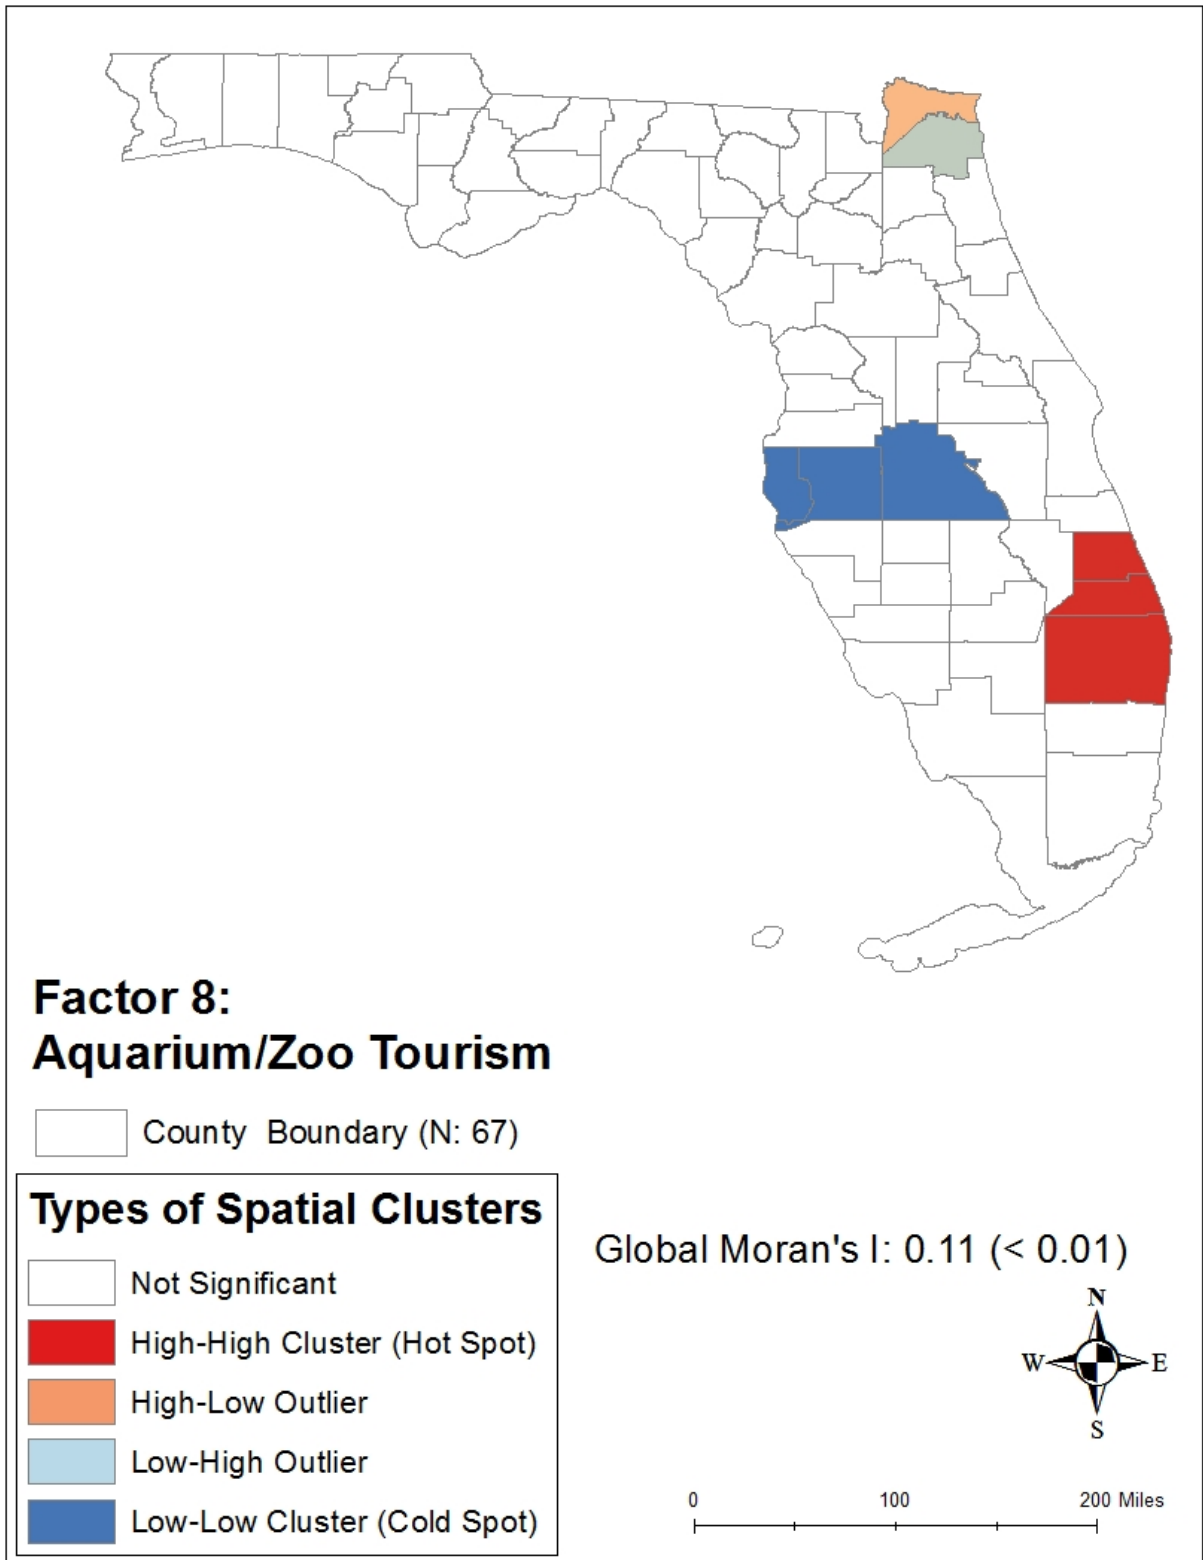 Factor 8:
Aquarium/Zoo Tourism
County Boundary (N: 67)
Types of Spatial Clusters
Not Significant
High-High Cluster (Hot Spot)
High-Low Outlier
Low-High Outlier
Low-Low Cluster (Cold Spot)
Global Moran's I: 0.11 (< 0.01)
N
W E
S
0 100 200 Miles